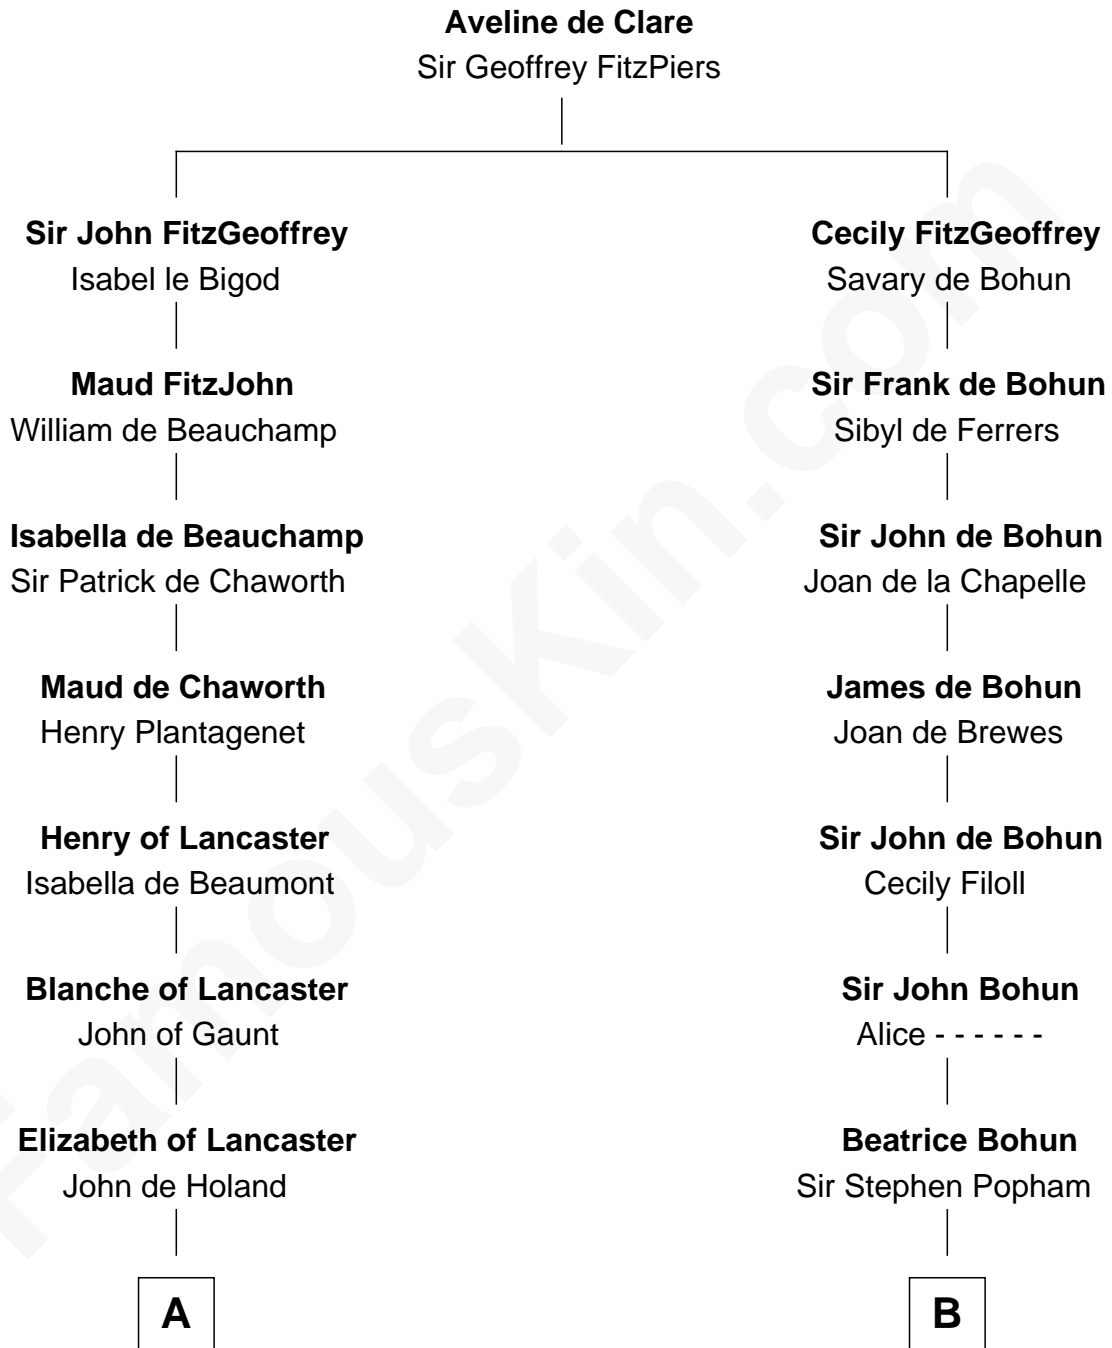 Aveline de Clare
Sir Geoffrey FitzPiers
Sir John FitzGeoffrey
Isabel le Bigod
Cecily FitzGeoffrey
Savary de Bohun
Maud FitzJohn
William de Beauchamp
Sir Frank de Bohun
Sibyl de Ferrers
Isabella de Beauchamp
Sir Patrick de Chaworth
Sir John de Bohun
Joan de la Chapelle
Maud de Chaworth
Henry Plantagenet
James de Bohun
Joan de Brewes
Henry of Lancaster
Isabella de Beaumont
Sir John de Bohun
Cecily Filoll
Blanche of Lancaster
John of Gaunt
Sir John Bohun
Alice - - - - - -
Elizabeth of Lancaster
John de Holand
Beatrice Bohun
Sir Stephen Popham
A
B
FamousKin.com